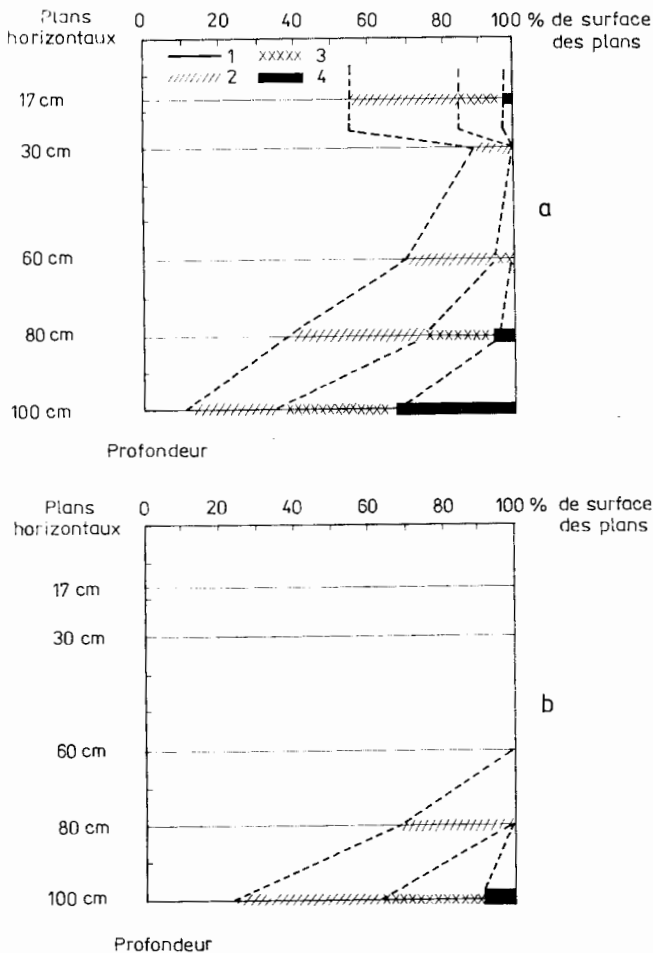 Plans horizontaux
0 20 40 60 80 100 % de surface des plans
1 3
2 4
17 cm
30 cm
a
60 cm
80 cm
100 cm
Profondeur
Plans horizontaux
0 20 40 60 80 100 % de surface des plans
17 cm
30 cm
b
60 cm
80 cm
100 cm
Profondeur